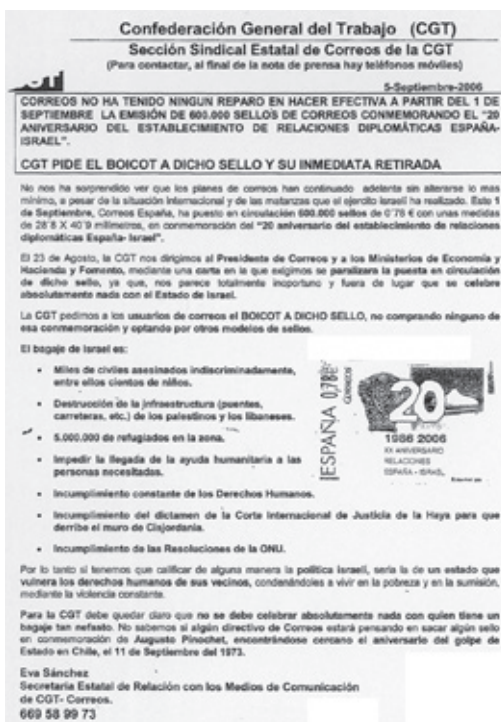 Confederación General del Trabajo (CGT)
Sección Sindical Estatal de Correos de la CGT
(Para contactar, al final de la nota de prensa hay teléfonos móviles)
5-Septiembre-2006
CORREOS NO HA TENIDO NINGUN REPARO EN HACER EFECTIVA A PARTIR DEL 1 DE
SEPTIEMBRE LA EMISIÓN DE 600.000 SELLOS DE CORREOS CONMEMORANDO EL "20
ANIVERSARIO DEL ESTABLECIMIENTO DE RELACIONES DIPLOMÁTICAS ESPAÑA-
ISRAEL".
CGT PIDE EL BOICOT A DICHO SELLO Y SU INMEDIATA RETIRADA
No nos ha sorprendido ver que los planes de correos han continuado adelante sin alterarse lo mas
mínimo, a pesar de la situación internacional y de las matanzas que el ejercito israelí ha realizado. Este 1
de Septiembre, Correos España, ha puesto en circulación 600.000 sellos de 0'78 € con unas medidas
de 28'8 X 40'9 milímetros, en conmemoración del "20 aniversario del establecimiento de relaciones
diplomáticas España- Israel".
El 23 de Agosto, la CGT nos dirigimos al Presidente de Correos y a los Ministerios de Economía y
Hacienda y Fomento, mediante una carta en la que exigimos se paralizara la puesta en circulación
de dicho sello, ya que, nos parece totalmente inoportuno y fuera de lugar que se celebre
absolutamente nada con el Estado de Israel.
La CGT pedimos a los usuarios de correos el BOICOT A DICHO SELLO, no comprando ninguno de
esa conmemoración y optando por otros modelos de sellos.
El bagaje de Israel es:
• Miles de civiles asesinados indiscriminadamente,
entre ellos cientos de niños.
• Destrucción de la infraestructura (puentes,
carreteras, etc.) de los palestinos y los libaneses.
• 5.000.000 de refugiados en la zona.
• Impedir la llegada de la ayuda humanitaria a las
personas necesitadas.
• Incumplimiento constante de los Derechos Humanos.
• Incumplimiento del dictamen de la Corte Internacional de Justicia de la Haya para que
derribe el muro de Cisjordania.
• Incumplimiento de las Resoluciones de la ONU.
ESPAÑA 0,78€
CORREOS
20
1986 2006
XX ANIVERSARIO
RELACIONES
ESPAÑA - ISRAEL
Por lo tanto si tenemos que calificar de alguna manera la política israelí, sería la de un estado que
vulnera los derechos humanos de sus vecinos, condenándoles a vivir en la pobreza y en la sumisión,
mediante la violencia constante.
Para la CGT debe quedar claro que no se debe celebrar absolutamente nada con quien tiene un
bagaje tan nefasto. No sabemos si algún directivo de Correos estará pensando en sacar algún sello
en conmemoración de Augusto Pinochet, encontrándose cercano el aniversario del golpe de
Estado en Chile, el 11 de Septiembre del 1973.
Eva Sánchez
Secretaria Estatal de Relación con los Medios de Comunicación
de CGT- Correos.
669 58 99 73